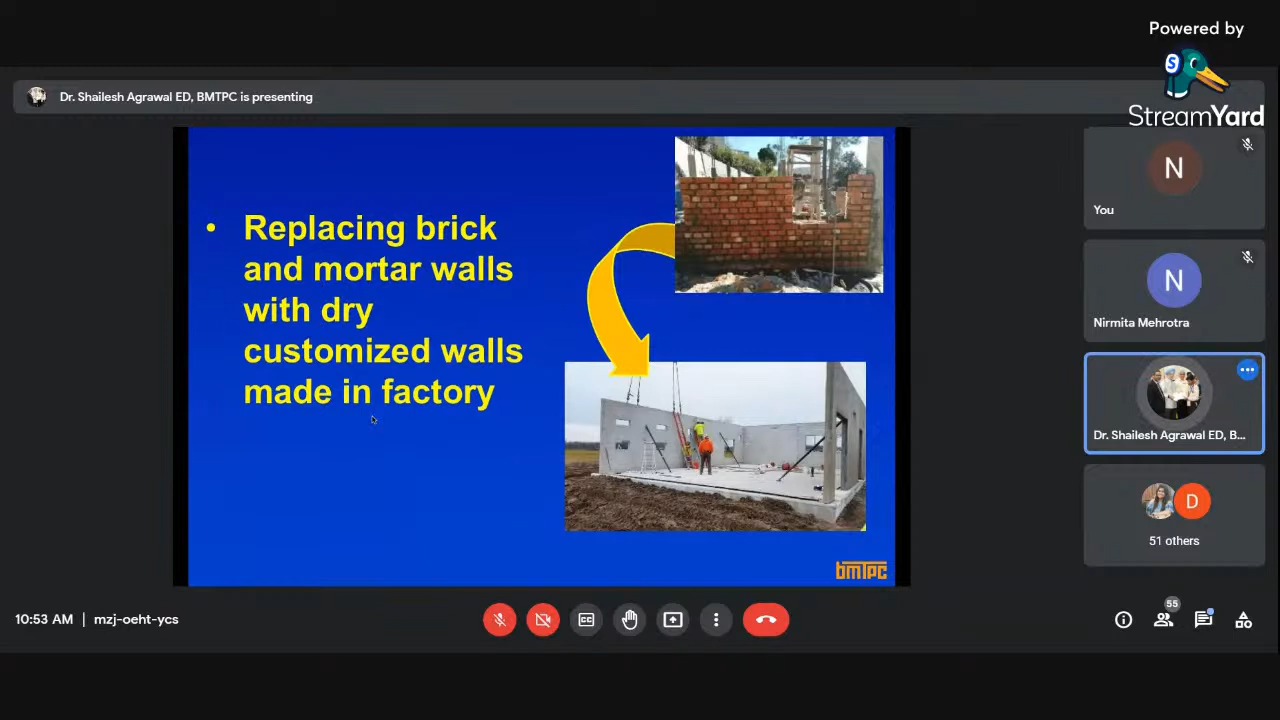 Powered by
StreamYard
Dr. Shailesh Agrawal ED, BMTPC is presenting
• Replacing brick
and mortar walls
with dry
customized walls
made in factory
bmTPC
N
You
N
Nirmita Mehrotra
Dr. Shailesh Agrawal ED, B...
D
51 others
10:53 AM | mzj-oeht-ycs
CC
55